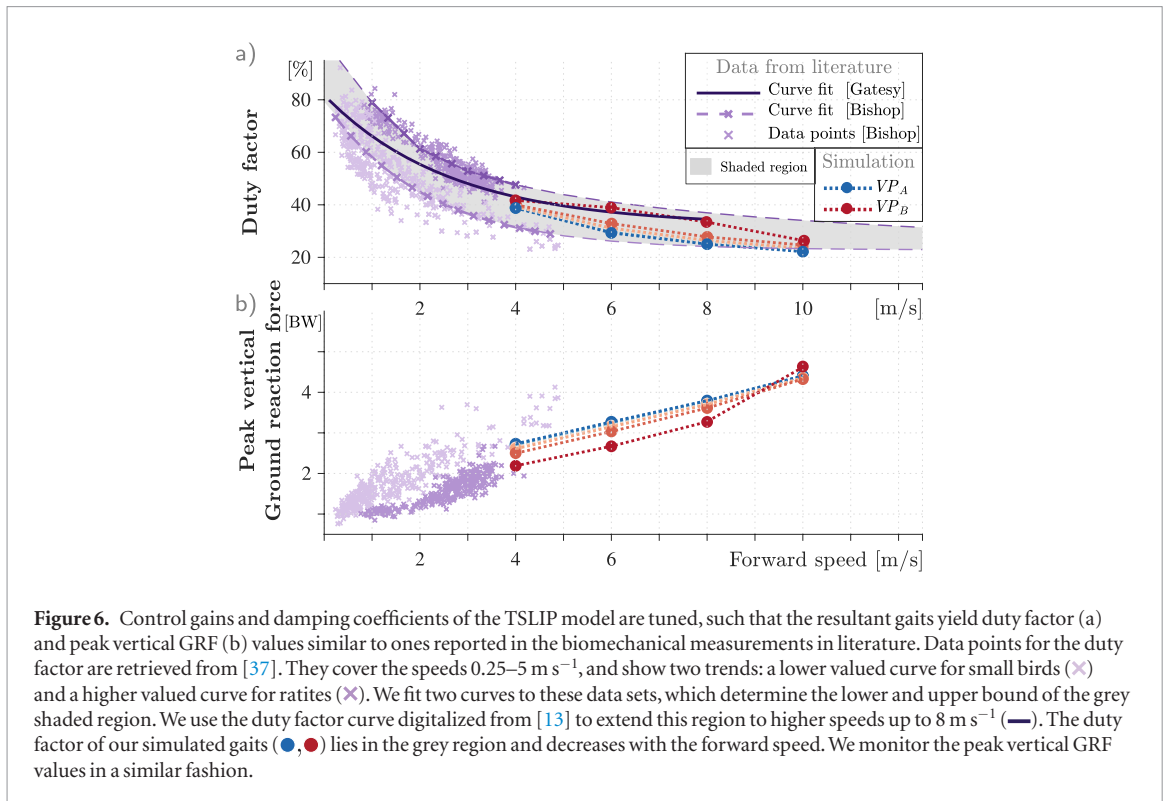 a)
[%]
Duty factor
80
60
40
20
Data from literature
Curve fit [Gatesy]
Curve fit [Bishop]
Data points [Bishop]
Shaded region
Simulation
VP_A
VP_B
2
4
6
8
10
[m/s]
b)
[BW]
Peak vertical
Ground reaction force
4
2
2
4
6
Forward speed [m/s]
Figure 6. Control gains and damping coefficients of the TSLIP model are tuned, such that the resultant gaits yield duty factor (a)
and peak vertical GRF (b) values similar to ones reported in the biomechanical measurements in literature. Data points for the duty
factor are retrieved from [37]. They cover the speeds 0.25–5 m s⁻¹, and show two trends: a lower valued curve for small birds (×)
and a higher valued curve for ratites (×). We fit two curves to these data sets, which determine the lower and upper bound of the grey
shaded region. We use the duty factor curve digitalized from [13] to extend this region to higher speeds up to 8 m s⁻¹ (—). The duty
factor of our simulated gaits (●,●) lies in the grey region and decreases with the forward speed. We monitor the peak vertical GRF
values in a similar fashion.